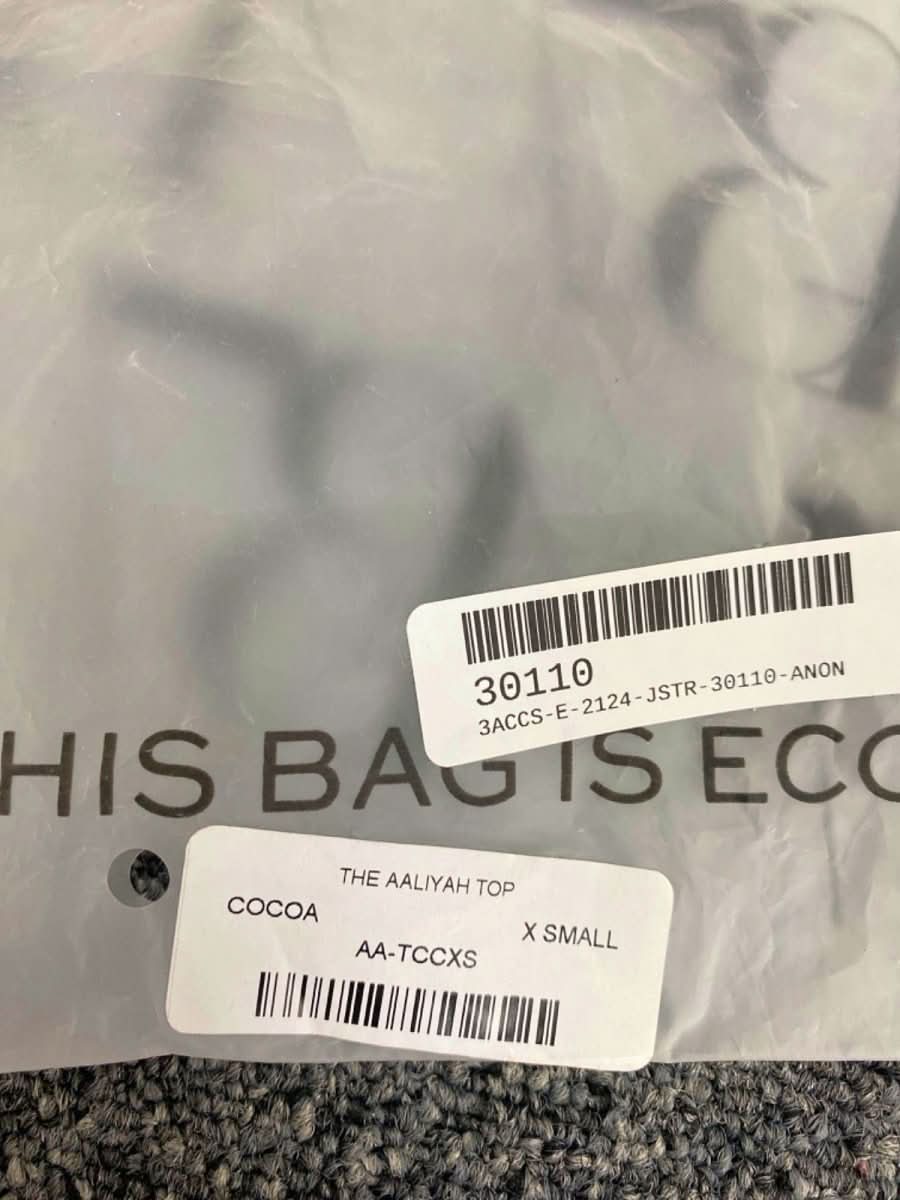 30110
3ACCS-E-2124-JSTR-30110-ANON
HIS BAG IS ECO
THE AALIYAH TOP
COCOA
X SMALL
AA-TCCXS